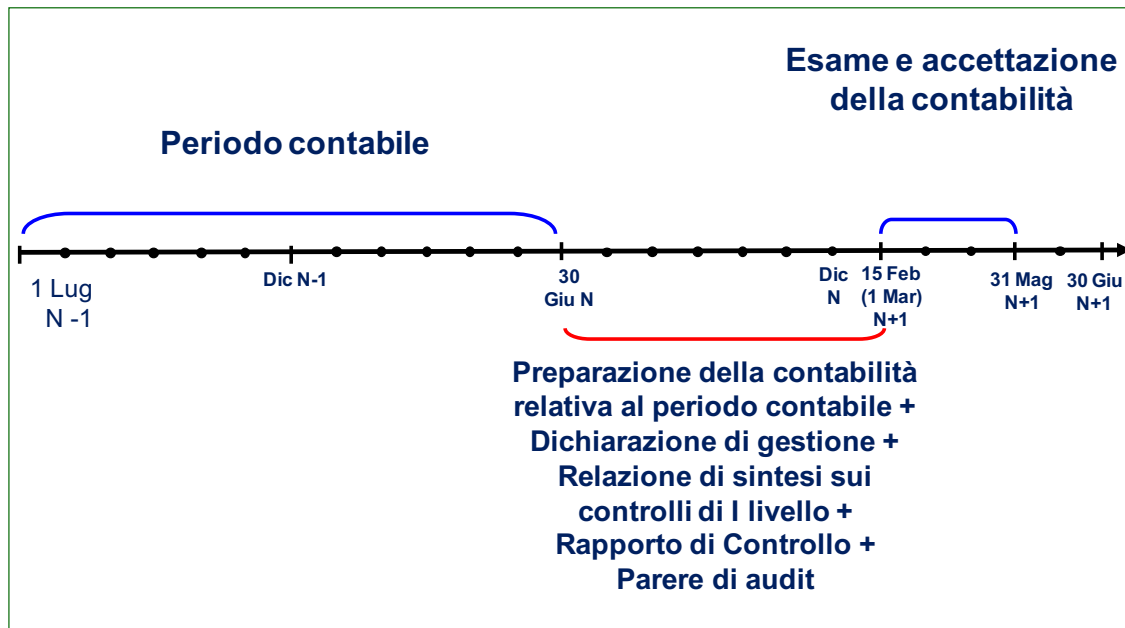 Esame e accettazione
della contabilità
Periodo contabile
1 Lug
N -1
Dic N-1
30
Giu N
Dic
N
15 Feb
(1 Mar)
N+1
31 Mag
N+1
30 Giu
N+1
Preparazione della contabilità
relativa al periodo contabile +
Dichiarazione di gestione +
Relazione di sintesi sui
controlli di I livello +
Rapporto di Controllo +
Parere di audit